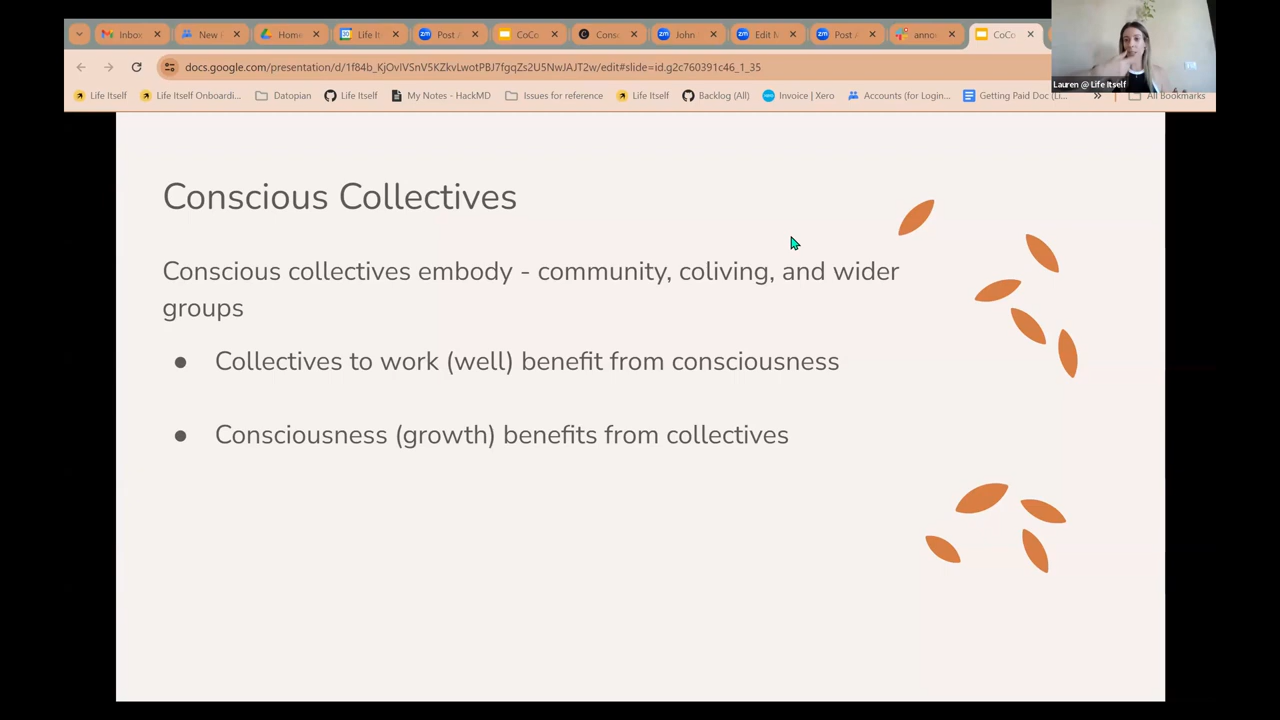 Inbox
New
Home
Life It
Post
CoCo
Cons
John
Edit
Post
anno
CoCo
docs.google.com/presentation/d/1f84b_KjOvIVSnV5KZkvLwotPBJ7fgqZs2U5NwJAJT2w/edit#slide=id.g2c760391c46_1_35
Life Itself
Life Itself Onboardi...
Datopian
Life Itself
My Notes - HackMD
Issues for reference
Life Itself
Backlog (All)
Invoice | Xero
Accounts (for Login...
Getting Paid Doc (Li...
»
All Bookmarks
Lauren @ Life Itself
Conscious Collectives
Conscious collectives embody - community, coliving, and wider
groups
● Collectives to work (well) benefit from consciousness
● Consciousness (growth) benefits from collectives